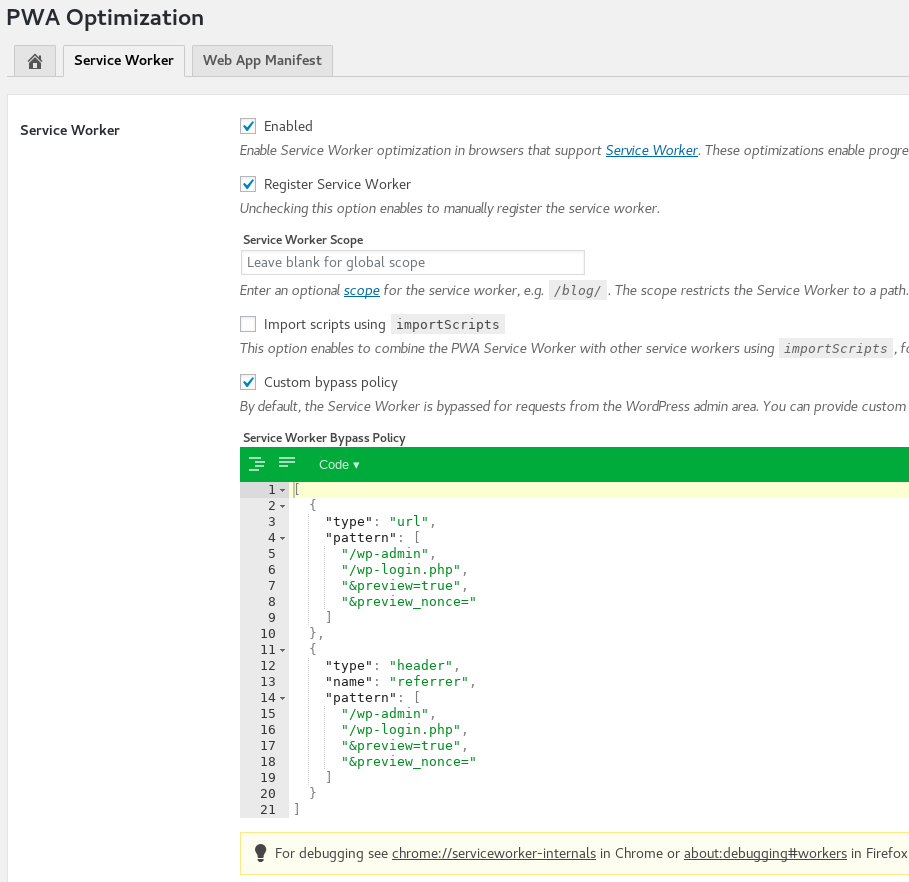 PWA Optimization
Service Worker
Web App Manifest
Service Worker
Enabled
Enable Service Worker optimization in browsers that support Service Worker. These optimizations enable progre
Register Service Worker
Unchecking this option enables to manually register the service worker.
Service Worker Scope
Leave blank for global scope
Enter an optional scope for the service worker, e.g. /blog/ . The scope restricts the Service Worker to a path.
Import scripts using importScripts
This option enables to combine the PWA Service Worker with other service workers using importScripts , fo
Custom bypass policy
By default, the Service Worker is bypassed for requests from the WordPress admin area. You can provide custom
Service Worker Bypass Policy
Code ▾
1 [
2 {
3 "type": "url",
4 "pattern": [
5 "/wp-admin",
6 "/wp-login.php",
7 "&preview=true",
8 "&preview_nonce="
9 ]
10 },
11 {
12 "type": "header",
13 "name": "referrer",
14 "pattern": [
15 "/wp-admin",
16 "/wp-login.php",
17 "&preview=true",
18 "&preview_nonce="
19 ]
20 }
21 ]
For debugging see chrome://serviceworker-internals in Chrome or about:debugging#workers in Firefox